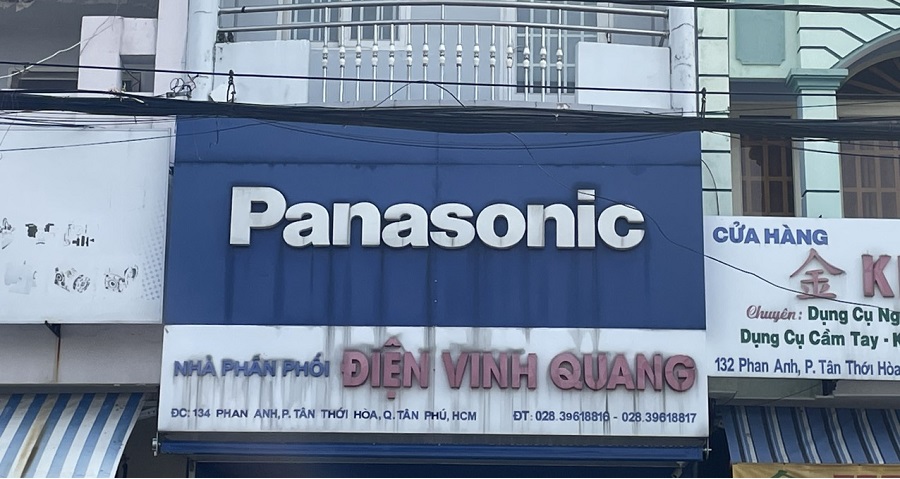 Panasonic
NHÀ PHÂN PHỐI ĐIỆN VINH QUANG
ĐC: 134 PHAN ANH, P. TÂN THỚI HÒA, Q. TÂN PHÚ, HCM ĐT: 028.39618816 - 028.39618817
CỬA HÀNG
金
Chuyên: Dụng Cụ
Dụng Cụ Cầm Tay -
132 Phan Anh, P. Tân Thới Hòa